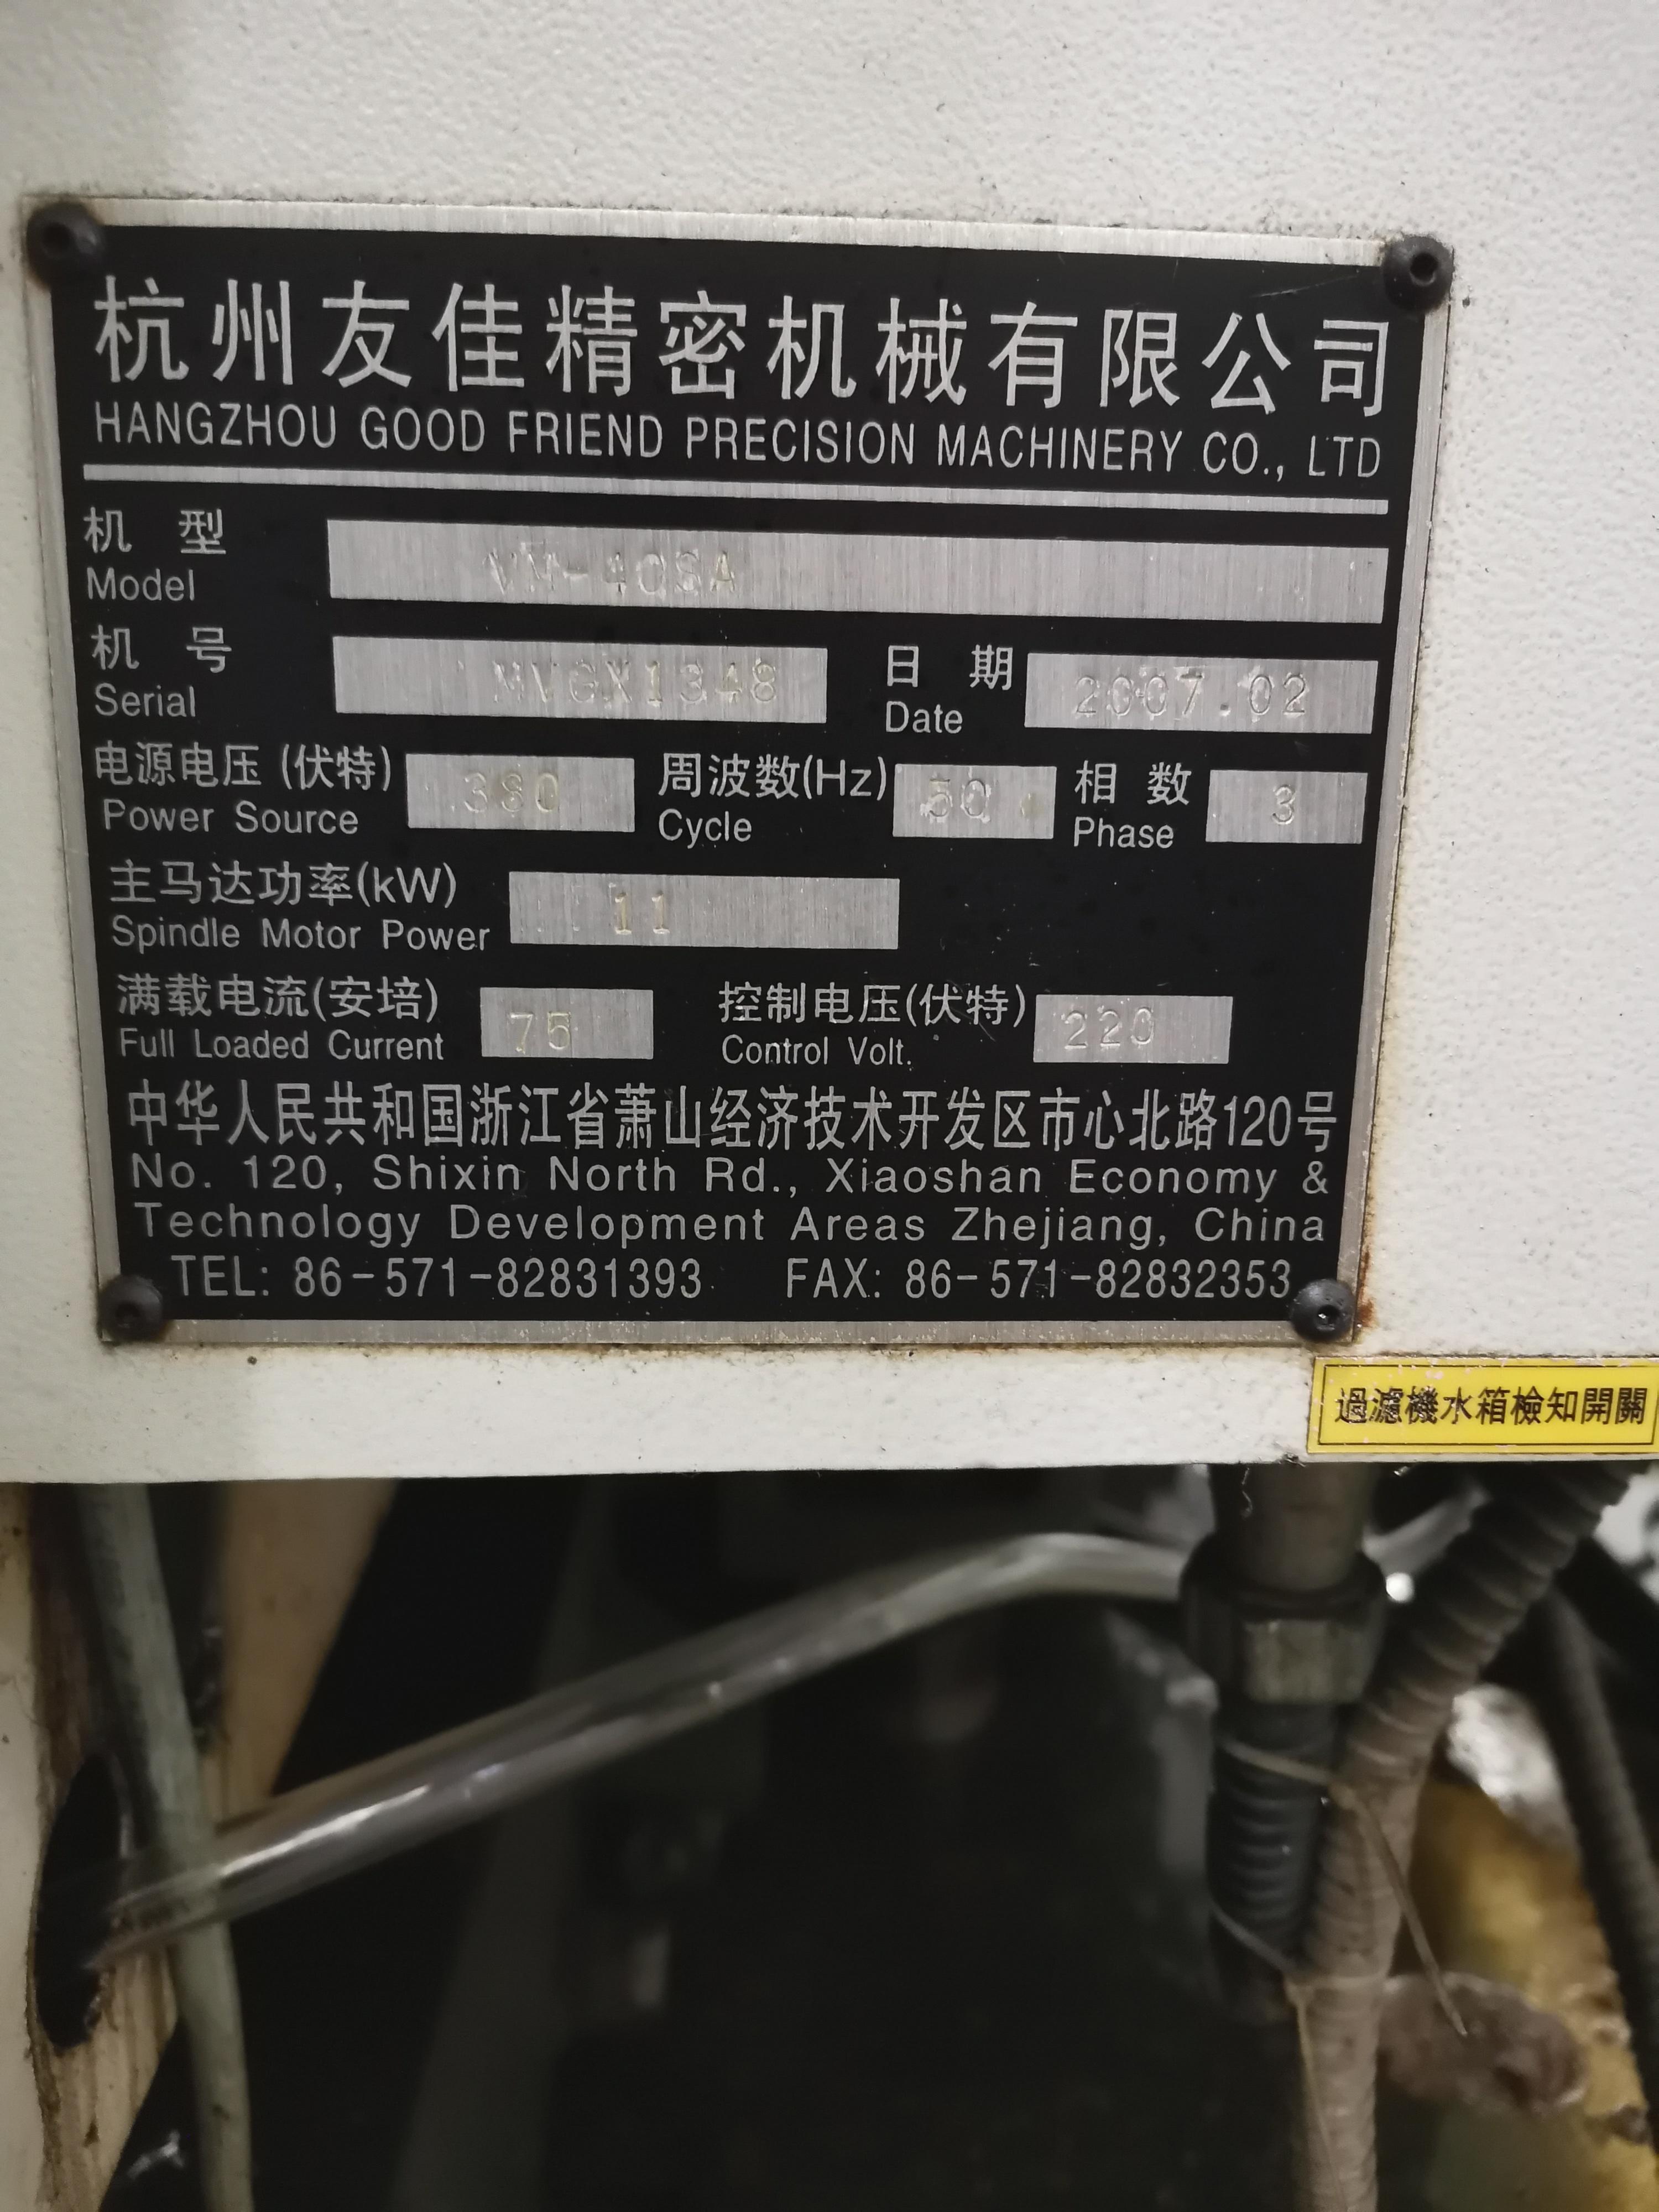 杭州友佳精密机械有限公司
HANGZHOU GOOD FRIEND PRECISION MACHINERY CO., LTD
机 型
Model VM-40SA
机 号 日 期
Serial MVGX1348 Date 2007.02
电源电压 (伏特) 380 周波数(Hz) 50 相 数 3
Power Source Cycle Phase
主马达功率(kW) 11
Spindle Motor Power
满载电流(安培) 75 控制电压(伏特) 220
Full Loaded Current Control Volt.
中华人民共和国浙江省萧山经济技术开发区市心北路120号
No. 120, Shixin North Rd., Xiaoshan Economy &
Technology Development Areas Zhejiang, China
TEL: 86-571-82831393 FAX: 86-571-82832353
過濾機水箱檢知開關